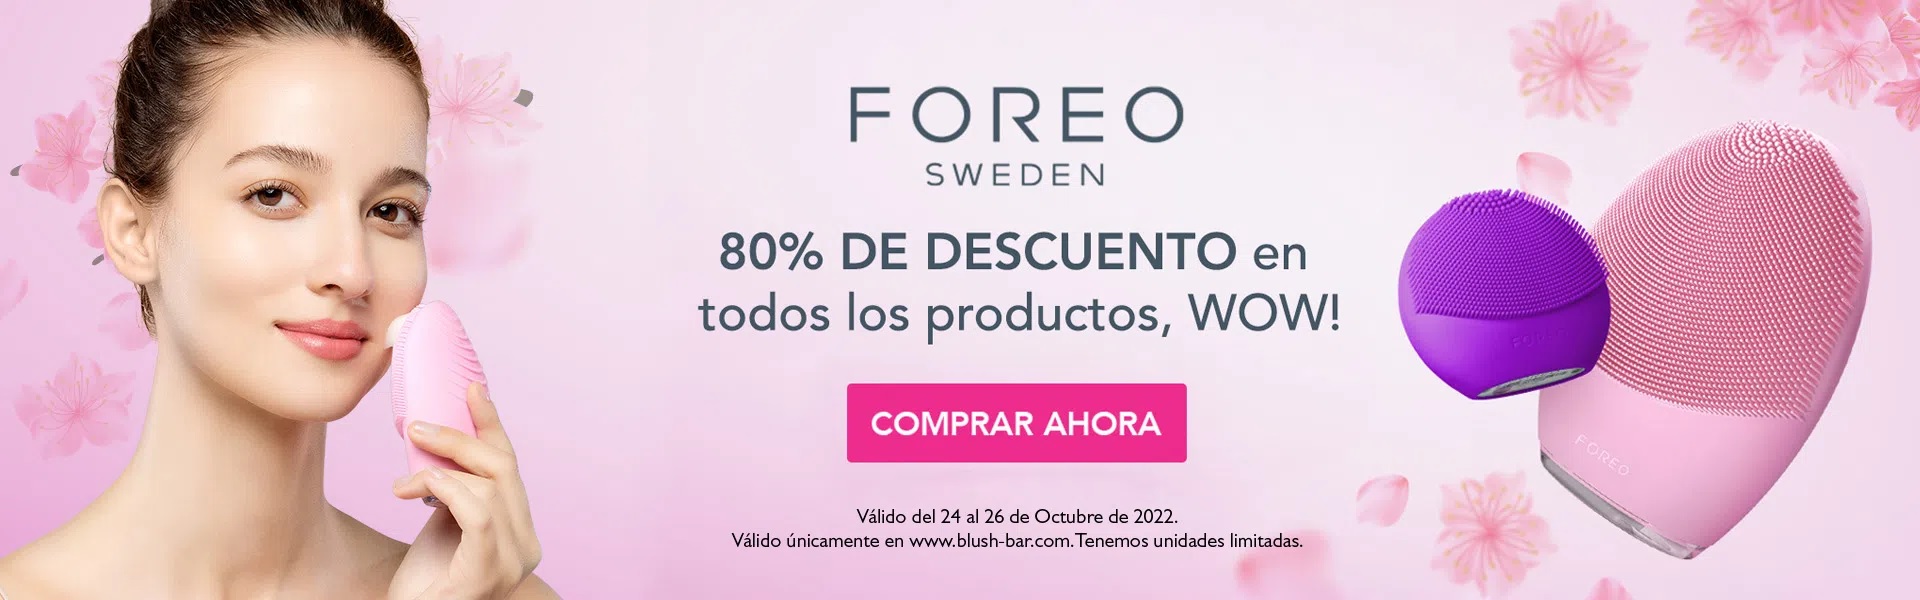 FOREO
SWEDEN
80% DE DESCUENTO en
todos los productos, WOW!
COMPRAR AHORA
Válido del 24 al 26 de Octubre de 2022.
Válido únicamente en www.blush-bar.com. Tenemos unidades limitadas.
FOREO
FOREO